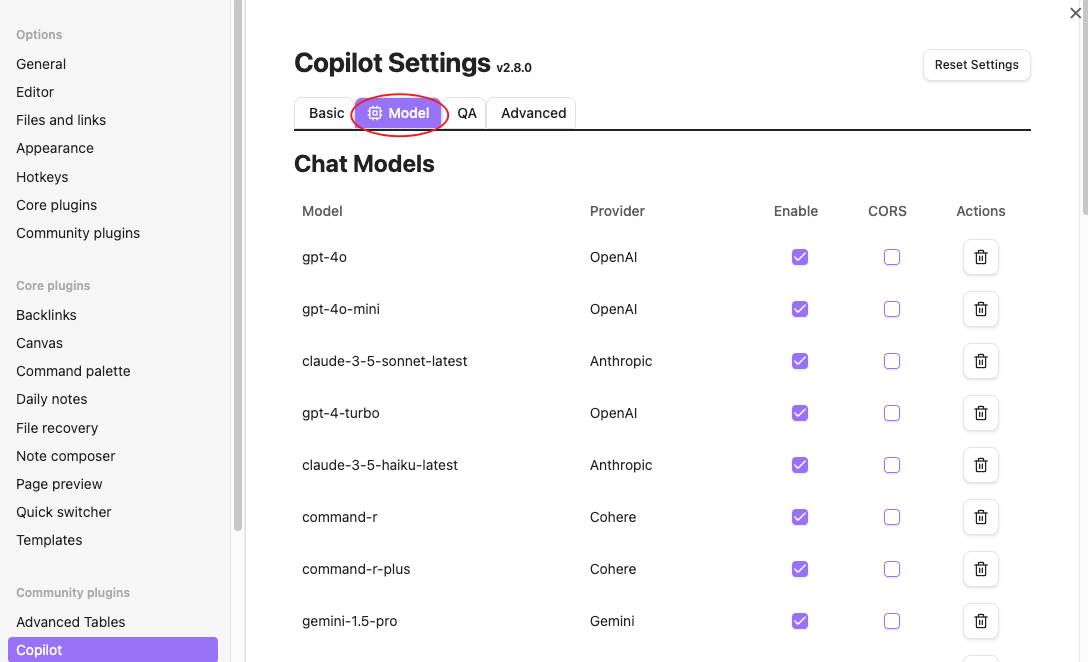 Options
General
Editor
Files and links
Appearance
Hotkeys
Core plugins
Community plugins
Core plugins
Backlinks
Canvas
Command palette
Daily notes
File recovery
Note composer
Page preview
Quick switcher
Templates
Community plugins
Advanced Tables
Copilot
Copilot Settings v2.8.0
Reset Settings
Basic Model QA Advanced
Chat Models
Model Provider Enable CORS Actions
gpt-4o OpenAI
gpt-4o-mini OpenAI
claude-3-5-sonnet-latest Anthropic
gpt-4-turbo OpenAI
claude-3-5-haiku-latest Anthropic
command-r Cohere
command-r-plus Cohere
gemini-1.5-pro Gemini